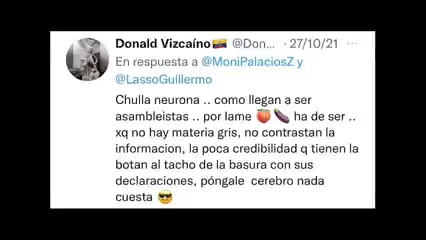 Donald Vizcaíno🇪🇨 @Don... · 27/10/21 ...
En respuesta a @MoniPalaciosZ y
@LassoGuillermo
Chulla neurona .. como llegan a ser
asambleistas .. por lame 🍑🍆 ha de ser ..
xq no hay materia gris, no contrastan la
informacion, la poca credibilidad q tienen la
botan al tacho de la basura con sus
declaraciones, póngale cerebro nada
cuesta 😎